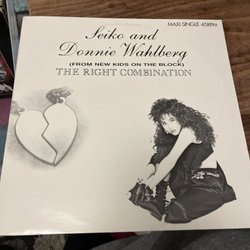 MAXI SINGLE-45RPM
Seiko and
Donnie Wahlberg
(FROM NEW KIDS ON THE BLOCK)
THE RIGHT COMBINATION